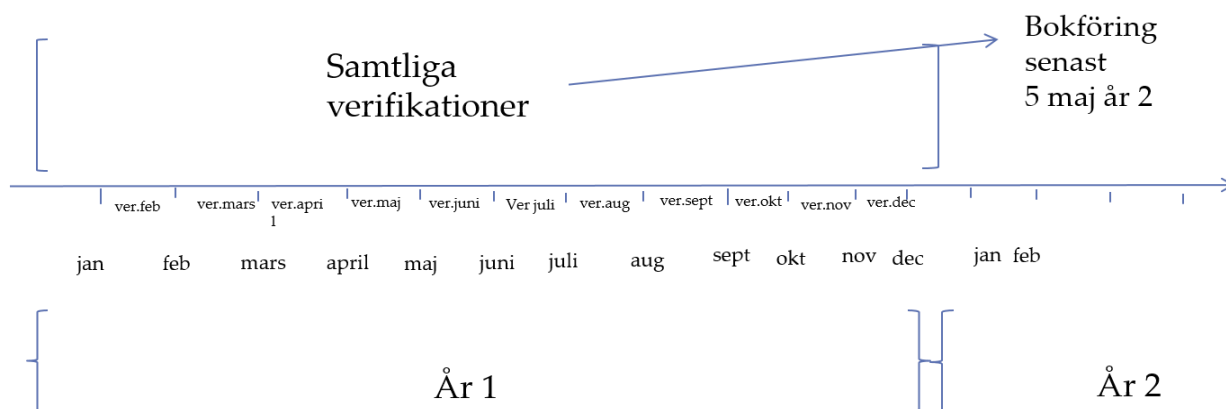 Samtliga
verifikationer
Bokföring
senast
5 maj år 2
ver.feb ver.mars ver.apri ver.maj ver.juni Ver juli ver.aug ver.sept ver.okt ver.nov ver.dec
l
jan feb mars april maj juni juli aug sept okt nov dec jan feb
År 1 År 2